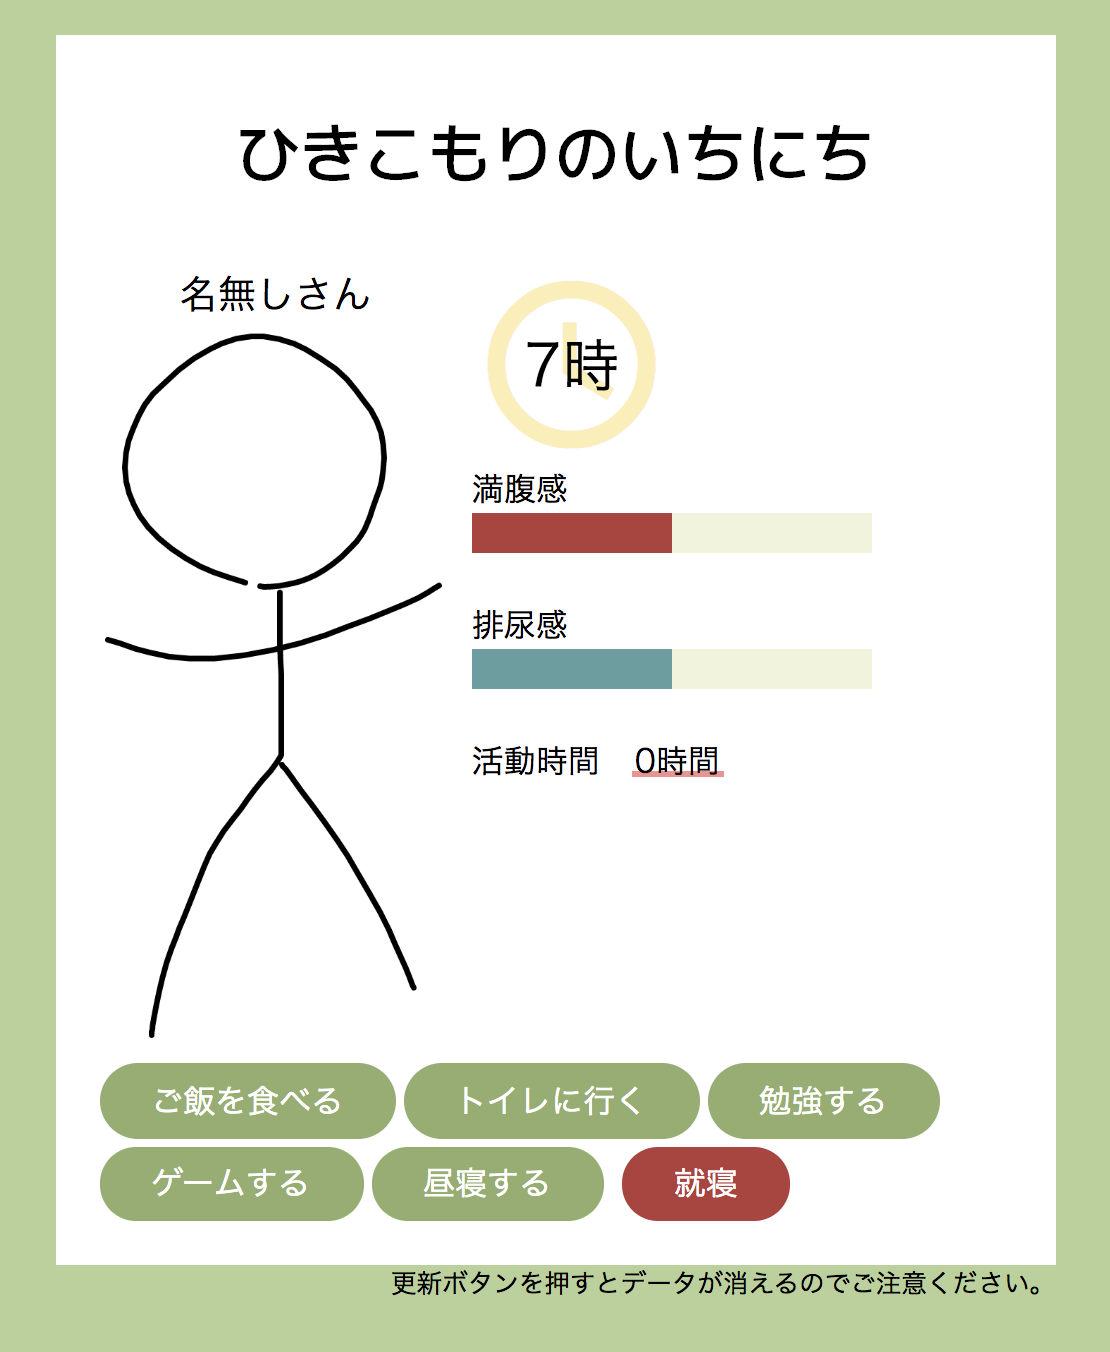 ひきこもりのいちにち
名無しさん
7時
満腹感
排尿感
活動時間　0時間
ご飯を食べる　トイレに行く　勉強する
ゲームする　昼寝する　就寝
更新ボタンを押すとデータが消えるのでご注意ください。